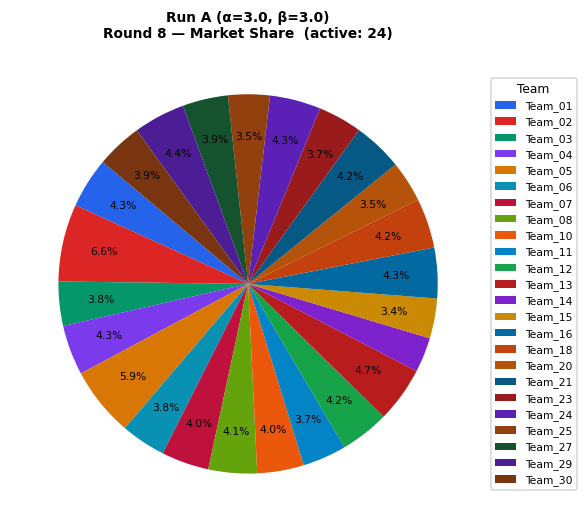 Run A (α=3.0, β=3.0)
Round 8 — Market Share  (active: 24)
4.3%
6.6%
3.8%
4.3%
5.9%
3.8%
4.0%
4.1%
4.0%
3.7%
4.2%
4.7%
3.4%
4.3%
4.2%
3.5%
4.2%
3.7%
4.3%
3.5%
3.9%
4.4%
3.9%
Team
Team_01
Team_02
Team_03
Team_04
Team_05
Team_06
Team_07
Team_08
Team_10
Team_11
Team_12
Team_13
Team_14
Team_15
Team_16
Team_18
Team_20
Team_21
Team_23
Team_24
Team_25
Team_27
Team_29
Team_30